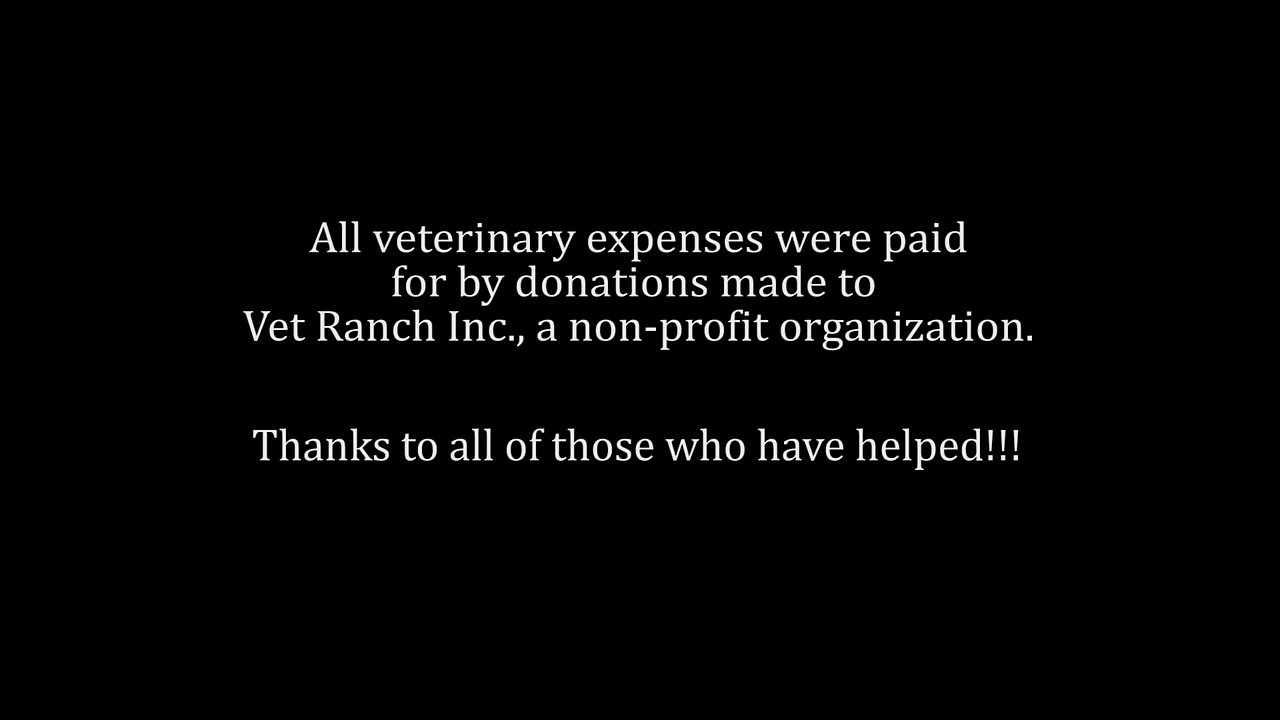 All veterinary expenses were paid
for by donations made to
Vet Ranch Inc., a non-profit organization.
Thanks to all of those who have helped!!!